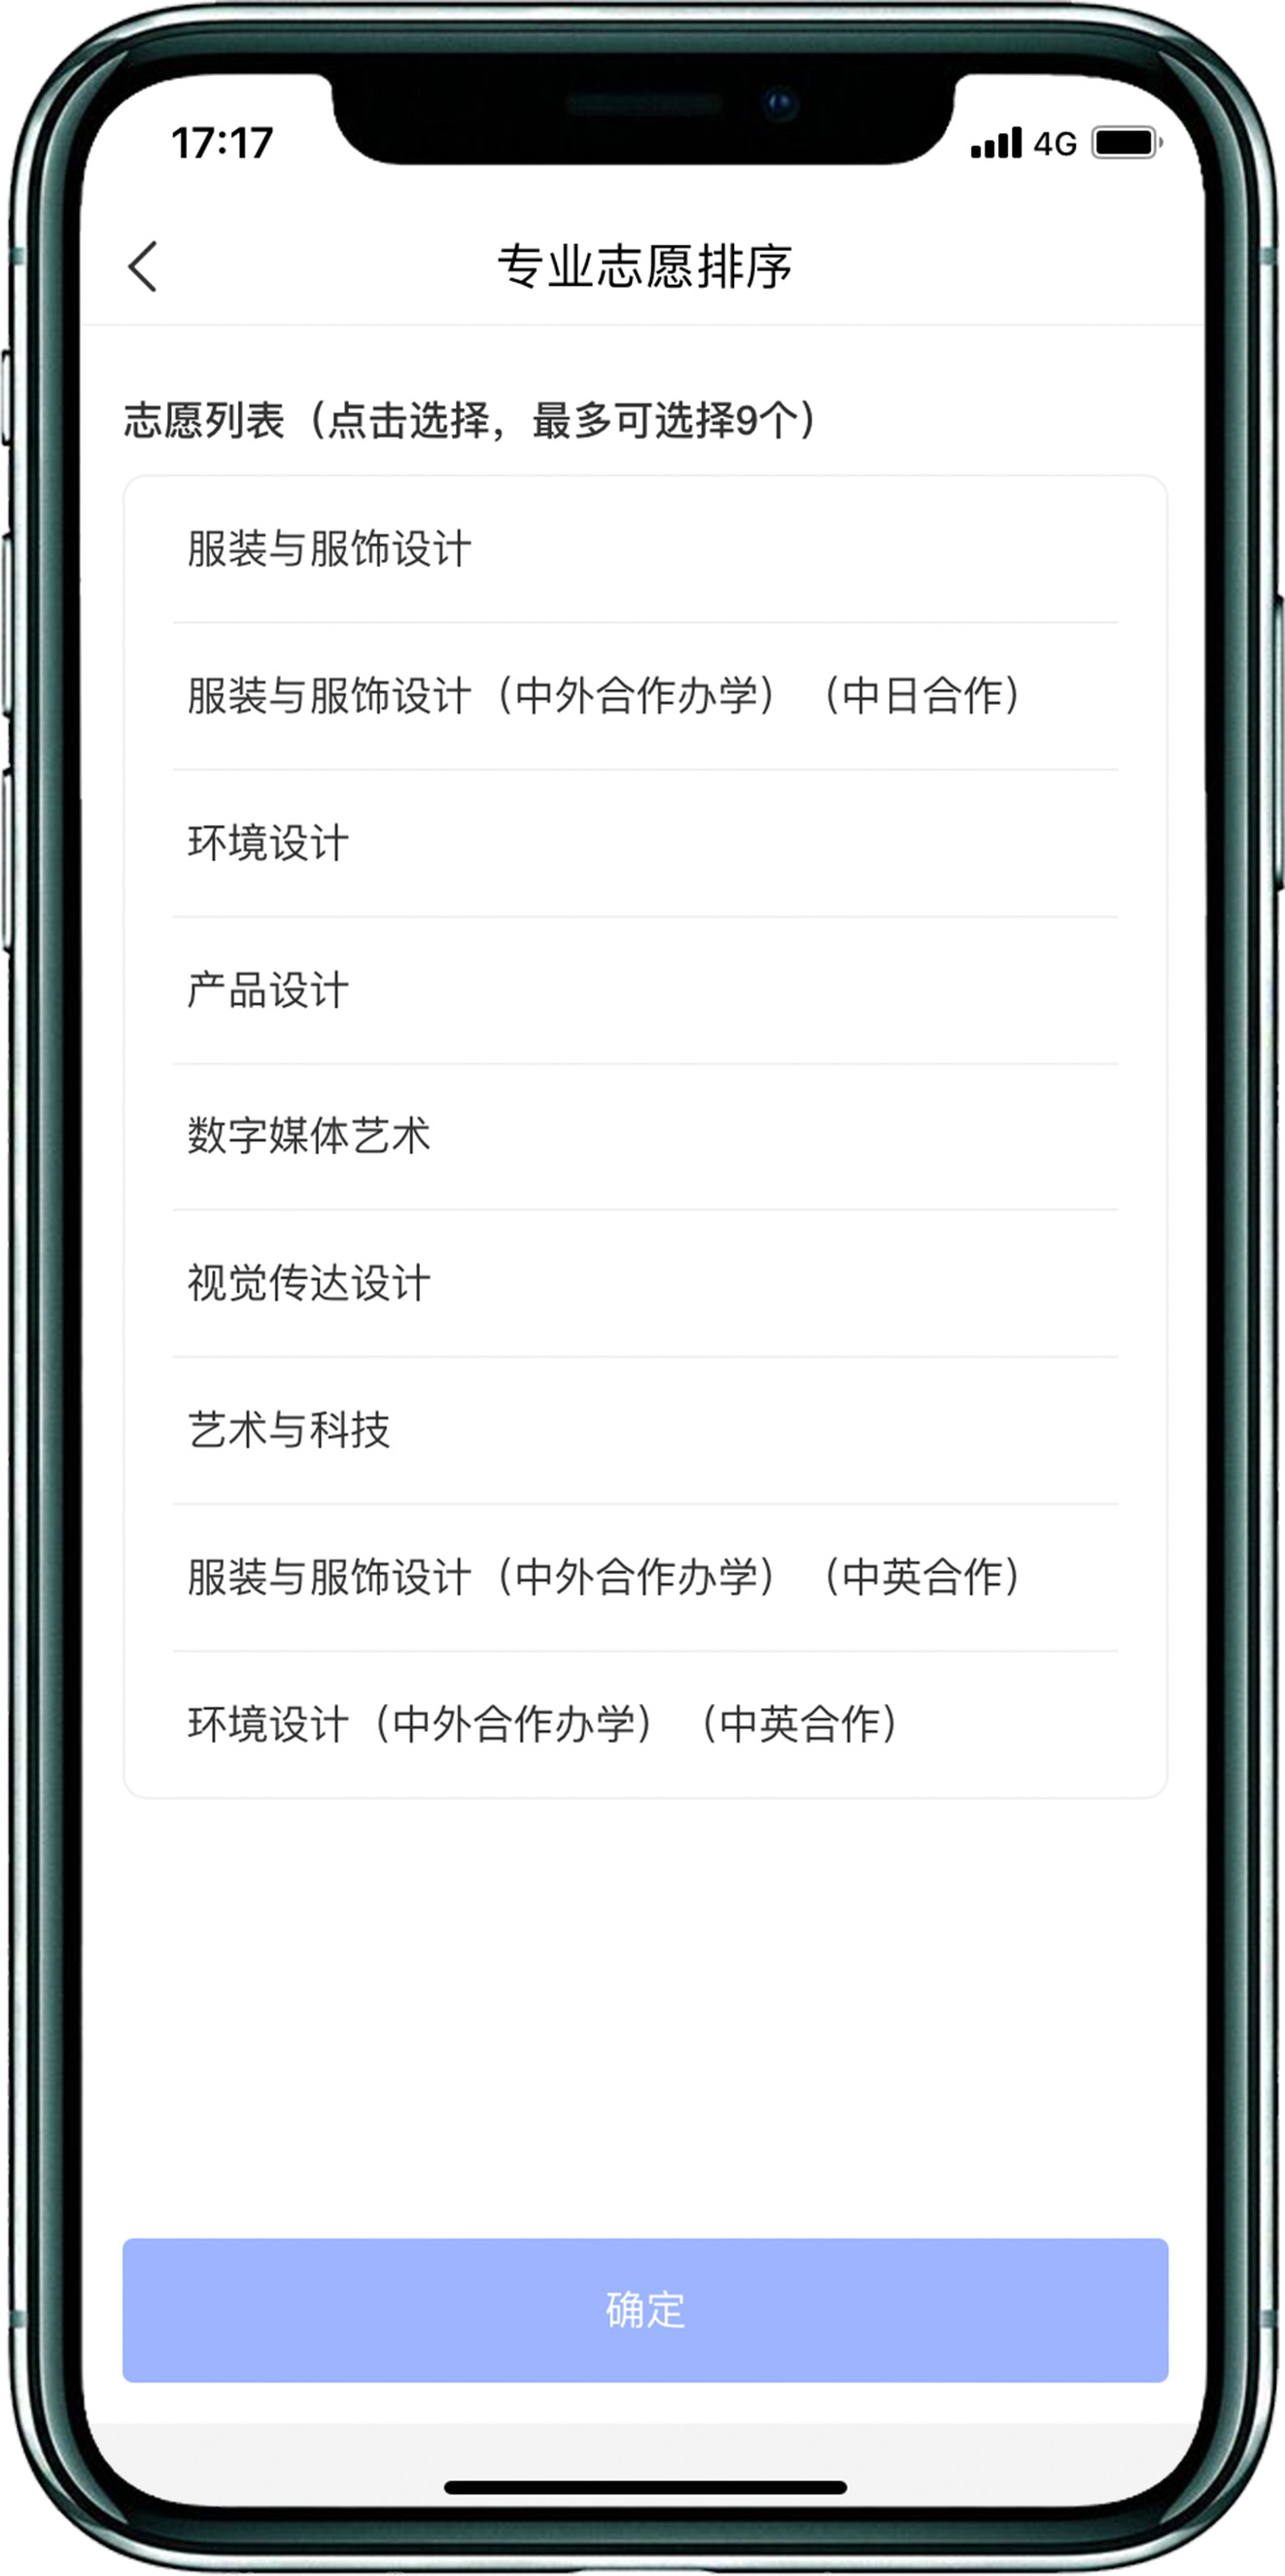 17:17
4G
专业志愿排序
志愿列表（点击选择，最多可选择9个）
服装与服饰设计
服装与服饰设计（中外合作办学）（中日合作）
环境设计
产品设计
数字媒体艺术
视觉传达设计
艺术与科技
服装与服饰设计（中外合作办学）（中英合作）
环境设计（中外合作办学）（中英合作）
确定